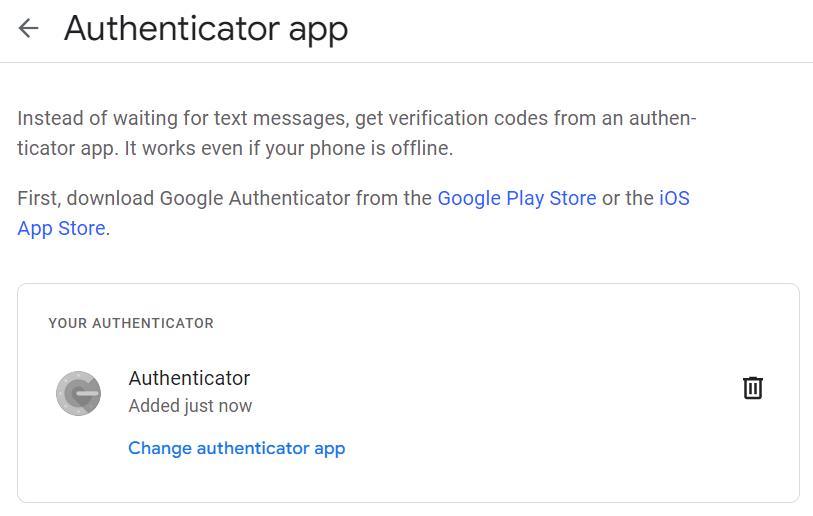 Authenticator app
Instead of waiting for text messages, get verification codes from an authen-
ticator app. It works even if your phone is offline.
First, download Google Authenticator from the Google Play Store or the iOS
App Store.
YOUR AUTHENTICATOR
Authenticator
Added just now
Change authenticator app